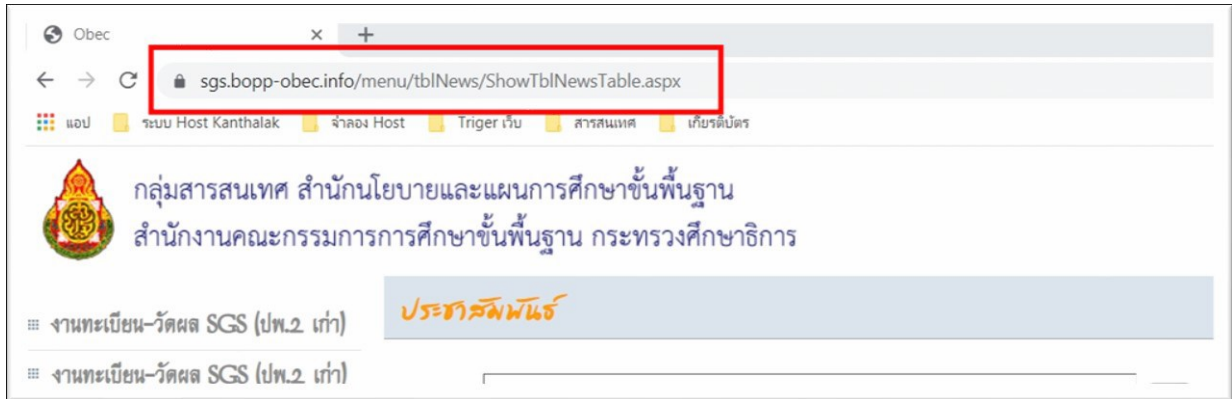 Obec
sgs.bopp-obec.info/menu/tblNews/ShowTblNewsTable.aspx
แอป ระบบ Host Kanthalak จำลอง Host Triger เว็บ สารสนเทศ เกียรติบัตร
กลุ่มสารสนเทศ สำนักนโยบายและแผนการศึกษาขั้นพื้นฐาน
สำนักงานคณะกรรมการการศึกษาขั้นพื้นฐาน กระทรวงศึกษาธิการ
ประชาสัมพันธ์
งานทะเบียน-วัดผล SGS (ปพ.2 เก่า)
งานทะเบียน-วัดผล SGS (ปพ.2 เก่า)